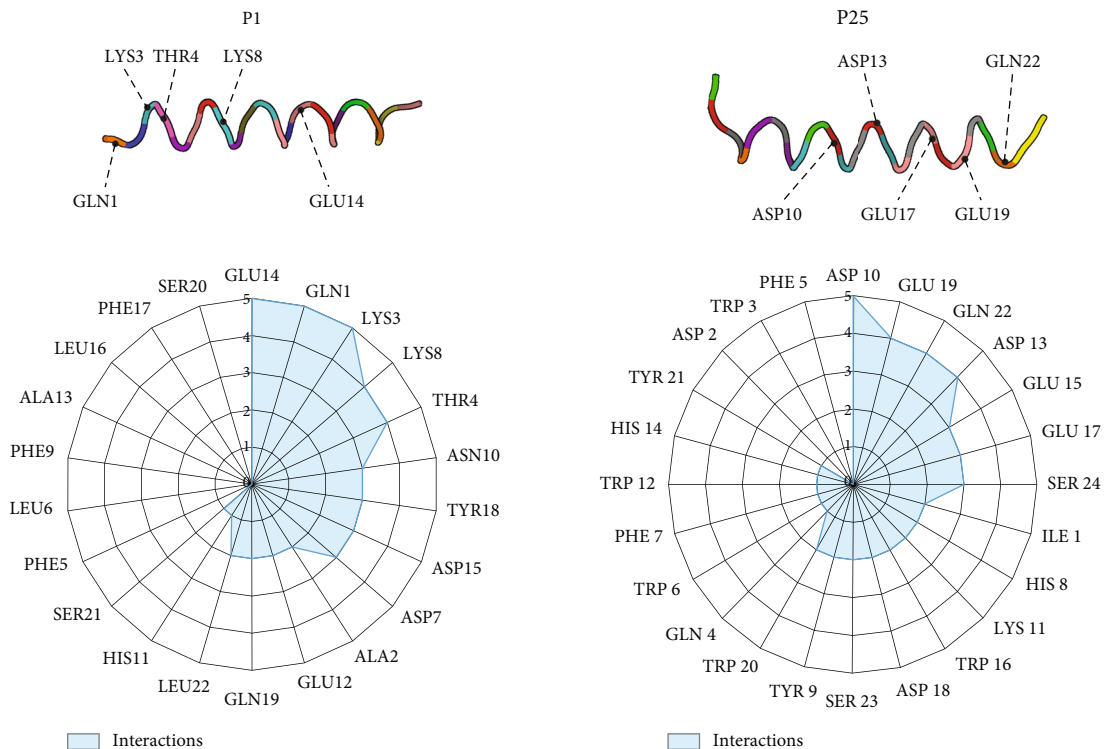 P1
LYS3 THR4 LYS8
GLN1
GLU14
P25
ASP13
GLN22
ASP10
GLU17
GLU19
GLU14
GLN1
LYS3
LYS8
THR4
ASN10
TYR18
ASP15
ASP7
ALA2
GLU12
GLN19
LEU22
HIS11
SER21
PHE5
LEU6
PHE9
ALA13
LEU16
PHE17
SER20
5
4
3
2
1
0
Interactions
ASP 10
GLU 19
GLN 22
ASP 13
GLU 15
GLU 17
SER 24
ILE 1
HIS 8
LYS 11
TRP 16
ASP 18
SER 23
TYR 9
TRP 20
GLN 4
TRP 6
PHE 7
TRP 12
HIS 14
TYR 21
ASP 2
TRP 3
PHE 5
5
4
3
2
1
0
Interactions